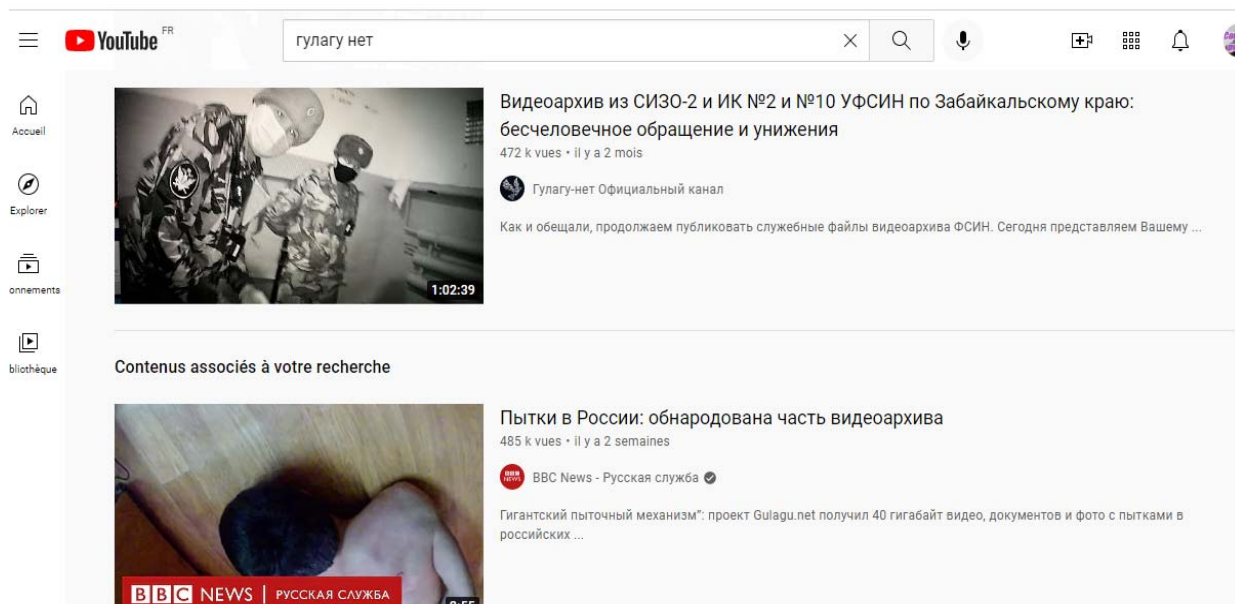 YouTube FR
гулагу нет
Accueil
Explorer
onnements
bliothèque
1:02:39
Видеоархив из СИЗО-2 и ИК №2 и №10 УФСИН по Забайкальскому краю:
бесчеловечное обращение и унижения
472 k vues • il y a 2 mois
Гулагу-нет Официальный канал
Как и обещали, продолжаем публиковать служебные файлы видеоархива ФСИН. Сегодня представляем Вашему ...
Contenus associés à votre recherche
BBC NEWS | РУССКАЯ СЛУЖБА
Пытки в России: обнародована часть видеоархива
485 k vues • il y a 2 semaines
BBC News - Русская служба
Гигантский пыточный механизм": проект Gulagu.net получил 40 гигабайт видео, документов и фото с пытками в
российских ...